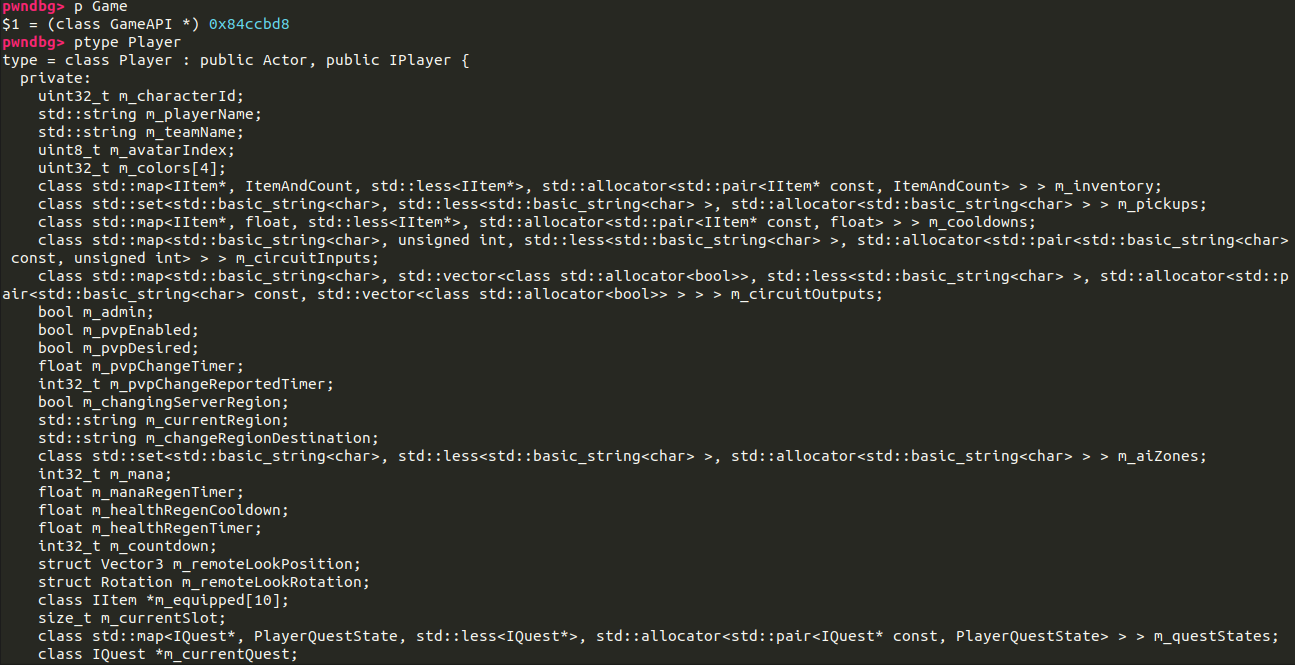 pwndbg> p Game
$1 = (class GameAPI *) 0x84ccbd8
pwndbg> ptype Player
type = class Player : public Actor, public IPlayer {
  private:
    uint32_t m_characterId;
    std::string m_playerName;
    std::string m_teamName;
    uint8_t m_avatarIndex;
    uint32_t m_colors[4];
    class std::map<IItem*, ItemAndCount, std::less<IItem*>, std::allocator<std::pair<IItem* const, ItemAndCount> > > m_inventory;
    class std::set<std::basic_string<char>, std::less<std::basic_string<char> >, std::allocator<std::basic_string<char> > > m_pickups;
    class std::map<IItem*, float, std::less<IItem*>, std::allocator<std::pair<IItem* const, float> > > m_cooldowns;
    class std::map<std::basic_string<char>, unsigned int, std::less<std::basic_string<char> >, std::allocator<std::pair<std::basic_string<char>
 const, unsigned int> > > m_circuitInputs;
    class std::map<std::basic_string<char>, std::vector<class std::allocator<bool>>, std::less<std::basic_string<char> >, std::allocator<std::p
air<std::basic_string<char> const, std::vector<class std::allocator<bool>> > > > m_circuitOutputs;
    bool m_admin;
    bool m_pvpEnabled;
    bool m_pvpDesired;
    float m_pvpChangeTimer;
    int32_t m_pvpChangeReportedTimer;
    bool m_changingServerRegion;
    std::string m_currentRegion;
    std::string m_changeRegionDestination;
    class std::set<std::basic_string<char>, std::less<std::basic_string<char> >, std::allocator<std::basic_string<char> > > m_aiZones;
    int32_t m_mana;
    float m_manaRegenTimer;
    float m_healthRegenCooldown;
    float m_healthRegenTimer;
    int32_t m_countdown;
    struct Vector3 m_remoteLookPosition;
    struct Rotation m_remoteLookRotation;
    class IItem *m_equipped[10];
    size_t m_currentSlot;
    class std::map<IQuest*, PlayerQuestState, std::less<IQuest*>, std::allocator<std::pair<IQuest* const, PlayerQuestState> > > m_questStates;
    class IQuest *m_currentQuest;